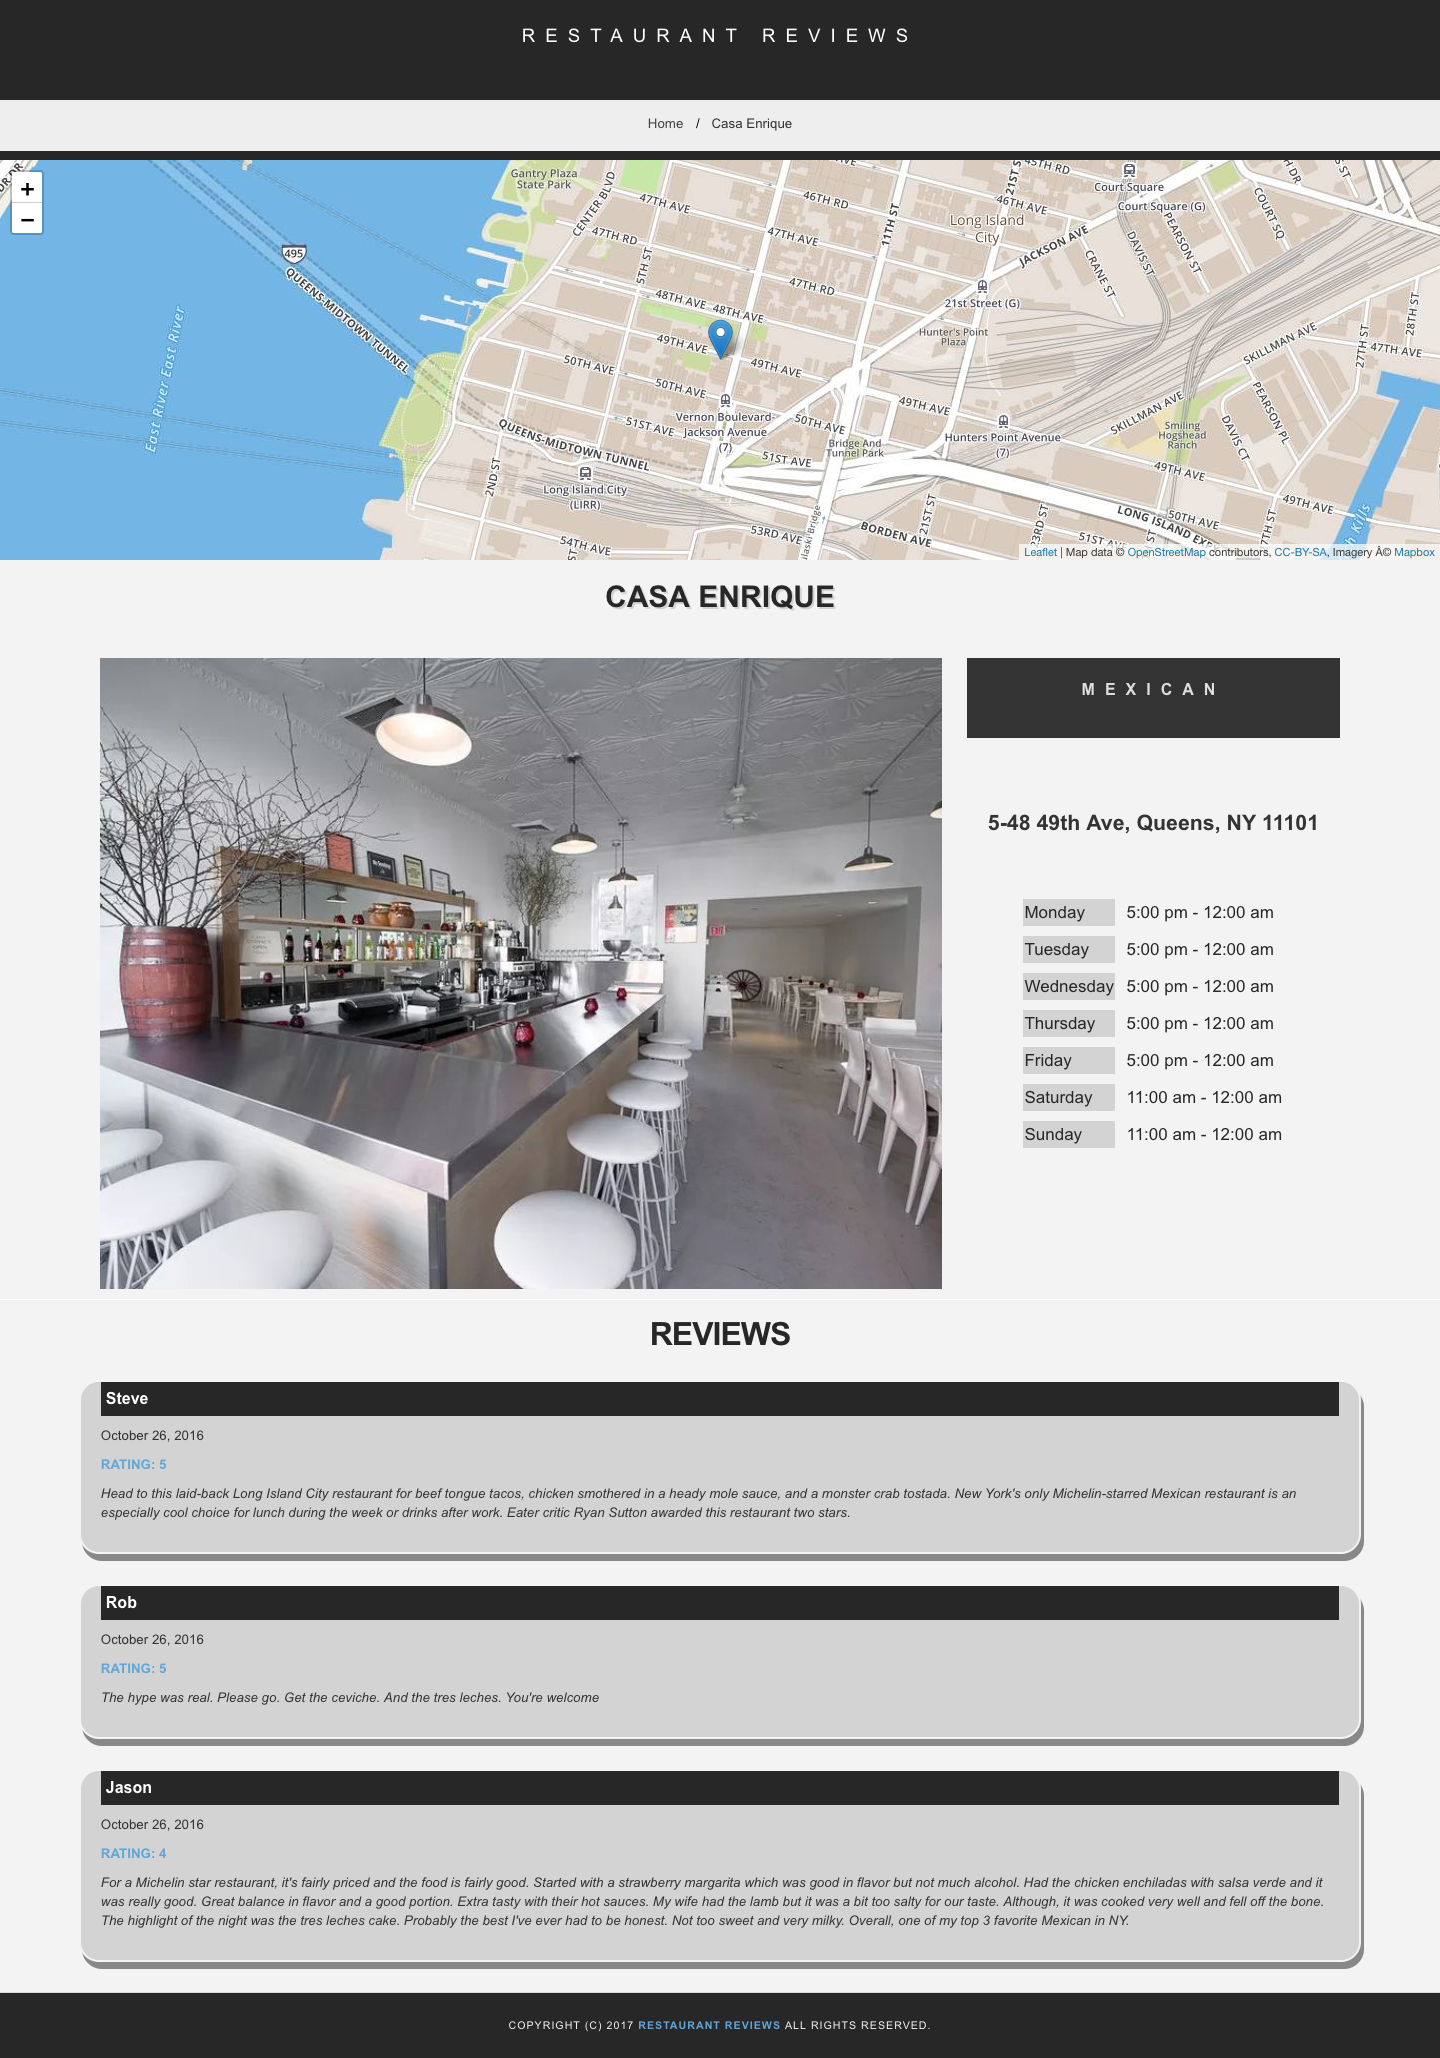 RESTAURANT REVIEWS
Home / Casa Enrique
+
−
Gantry Plaza
State Park
CENTER BLVD
47TH AVE
46TH RD
46TH AVE
45TH RD
21ST S
Court Square
Court Square (G)
COURT SQ
Long Island
City
11TH ST
JACKSON AVE
DAVIS ST
PEARSON ST
CRANE ST
47TH RD
47TH AVE
5TH ST
495
QUEENS-MIDTOWN TUNNEL
47TH RD
21st Street (G)
48TH AVE
48TH AVE
Hunter's Point
Plaza
East River
East River
49TH AVE
49TH AVE
50TH AVE
50TH AVE
SKILLMAN AVE
28TH ST
27TH ST
47TH AVE
49TH AVE
SKILLMAN AVE
PEARSON PL
Vernon Boulevard-
Jackson Avenue
(7)
51ST AVE
50TH AVE
51ST AVE
Bridge And
Tunnel Park
Hunters Point Avenue
(7)
Smiling
Hogshead
Ranch
DAVIS CT
QUEENS-MIDTOWN TUNNEL
2ND ST
Long Island City
(LIRR)
49TH AVE
49TH AVE
50TH AVE
LONG ISLAND EXP
21ST ST
23RD ST
27TH ST
51ST A
53RD AVE
54TH AVE
BORDEN AVE
ulaski Bridge
h Kills
Leaflet | Map data © OpenStreetMap contributors, CC-BY-SA, Imagery Â© Mapbox
CASA ENRIQUE
MEXICAN
5-48 49th Ave, Queens, NY 11101
Monday 5:00 pm - 12:00 am
Tuesday 5:00 pm - 12:00 am
Wednesday 5:00 pm - 12:00 am
Thursday 5:00 pm - 12:00 am
Friday 5:00 pm - 12:00 am
Saturday 11:00 am - 12:00 am
Sunday 11:00 am - 12:00 am
REVIEWS
Steve
October 26, 2016
RATING: 5
Head to this laid-back Long Island City restaurant for beef tongue tacos, chicken smothered in a heady mole sauce, and a monster crab tostada. New York's only Michelin-starred Mexican restaurant is an
especially cool choice for lunch during the week or drinks after work. Eater critic Ryan Sutton awarded this restaurant two stars.
Rob
October 26, 2016
RATING: 5
The hype was real. Please go. Get the ceviche. And the tres leches. You're welcome
Jason
October 26, 2016
RATING: 4
For a Michelin star restaurant, it's fairly priced and the food is fairly good. Started with a strawberry margarita which was good in flavor but not much alcohol. Had the chicken enchiladas with salsa verde and it
was really good. Great balance in flavor and a good portion. Extra tasty with their hot sauces. My wife had the lamb but it was a bit too salty for our taste. Although, it was cooked very well and fell off the bone.
The highlight of the night was the tres leches cake. Probably the best I've ever had to be honest. Not too sweet and very milky. Overall, one of my top 3 favorite Mexican in NY.
COPYRIGHT (C) 2017 RESTAURANT REVIEWS ALL RIGHTS RESERVED.